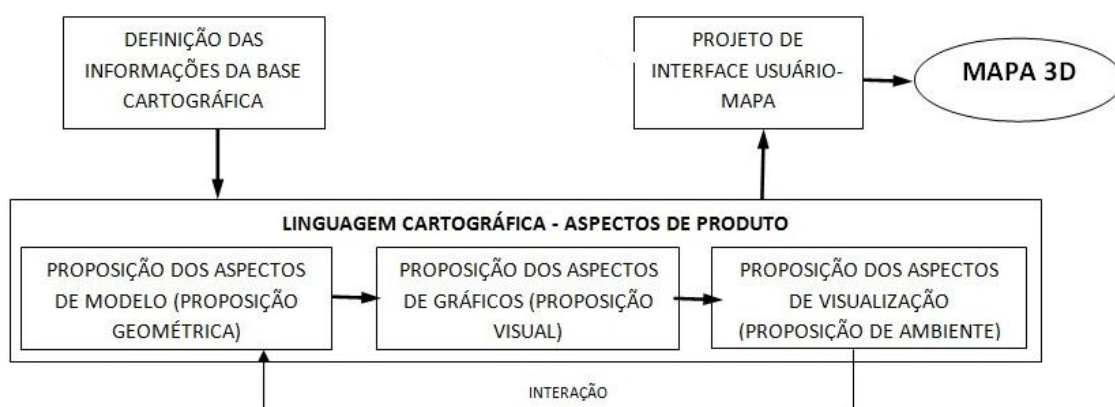 DEFINIÇÃO DAS
INFORMAÇÕES DA BASE
CARTOGRÁFICA
PROJETO DE
INTERFACE USUÁRIO-
MAPA
MAPA 3D
LINGUAGEM CARTOGRÁFICA - ASPECTOS DE PRODUTO
PROPOSIÇÃO DOS ASPECTOS
DE MODELO (PROPOSIÇÃO
GEOMÉTRICA)
PROPOSIÇÃO DOS ASPECTOS
DE GRÁFICOS (PROPOSIÇÃO
VISUAL)
PROPOSIÇÃO DOS ASPECTOS
DE VISUALIZAÇÃO
(PROPOSIÇÃO DE AMBIENTE)
INTERAÇÃO